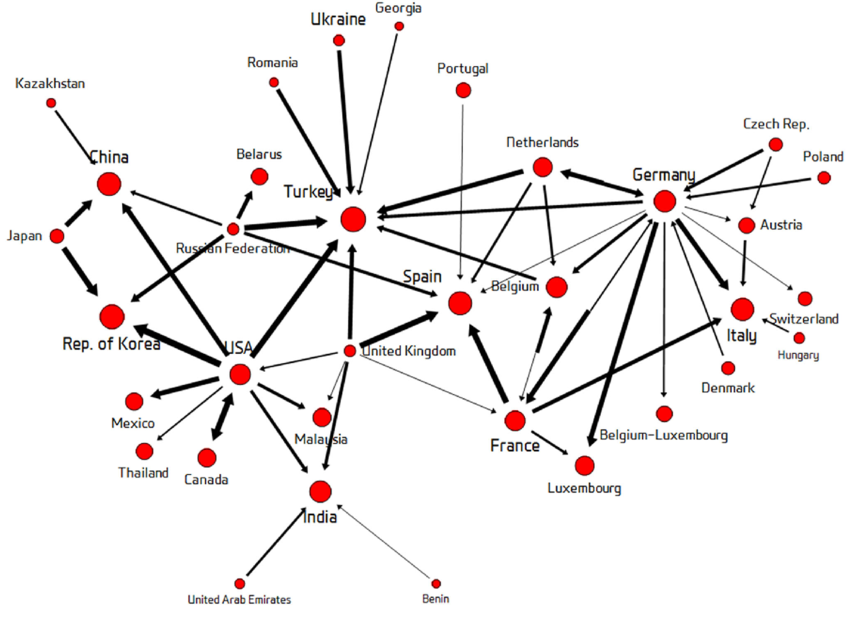 Georgia
Ukraine
Romania
Portugal
Kazakhstan
Czech Rep.
Netherlands
China
Belarus
Poland
Germany
Turkey
Austria
Japan
Russian Federation
Spain
Belgium
Switzerland
Rep. of Korea
USA
United Kingdom
Italy
Hungary
Denmark
Mexico
Malaysia
Belgium-Luxembourg
France
Thailand
Canada
Luxembourg
India
United Arab Emirates
Benin